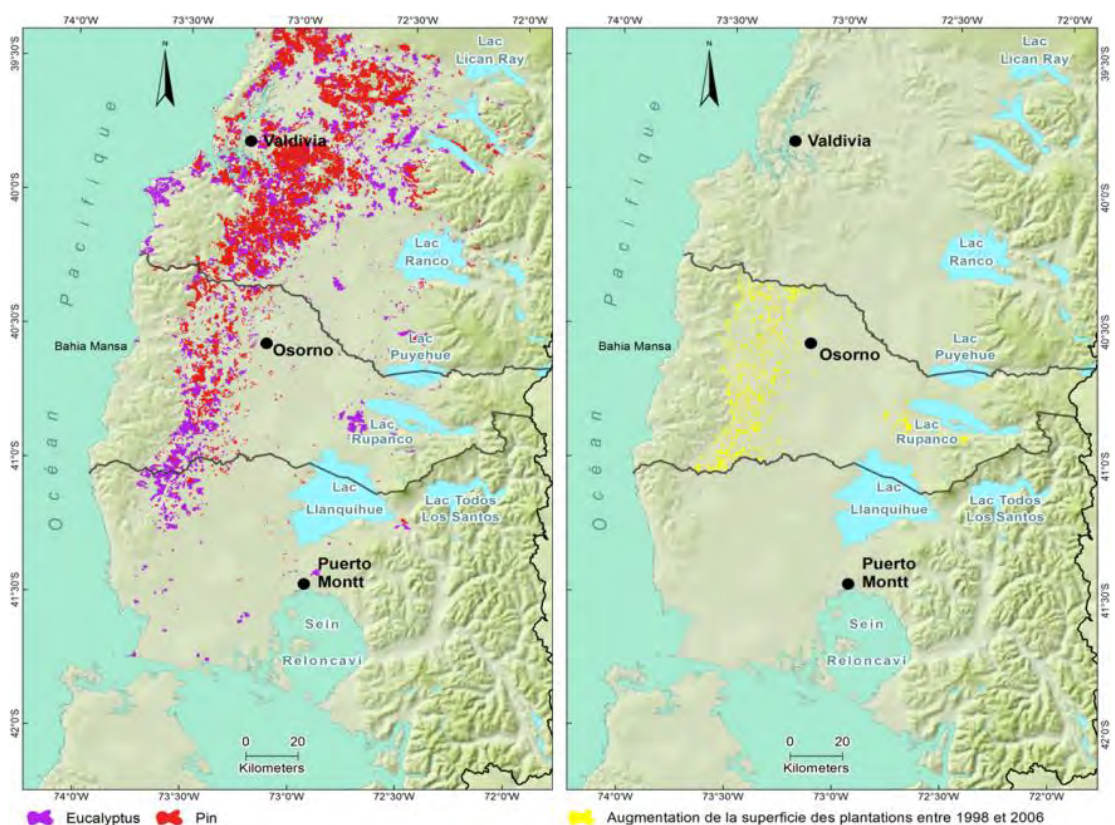 74°0'O 73°30'O 73°0'O 72°30'O 72°0'O
74°0'O 73°30'O 73°0'O 72°30'O 72°0'O
39°30'S
40°0'S
40°30'S
41°0'S
41°30'S
42°0'S
N
Océan Pacifique
Lac
Lican Ray
Valdivia
Lac
Ranco
Bahia Mansa
Osorno
Lac
Puyehue
Lac
Rupanco
Lac
Llanquihue
Lac Todos
Los Santos
Puerto
Montt
Sein
Reloncavi
0 20
Kilometers
74°0'O 73°30'O 73°0'O 72°30'O 72°0'O
Eucalyptus Pin
N
Océan Pacifique
Lac
Lican Ray
Valdivia
Lac
Ranco
Bahia Mansa
Osorno
Lac
Puyehue
Lac
Rupanco
Lac
Llanquihue
Lac Todos
Los Santos
Puerto
Montt
Sein
Reloncavi
0 20
Kilometers
39°30'S
40°0'S
40°30'S
41°0'S
41°30'S
42°0'S
74°0'O 73°30'O 73°0'O 72°30'O 72°0'O
Augmentation de la superficie des plantations entre 1998 et 2006